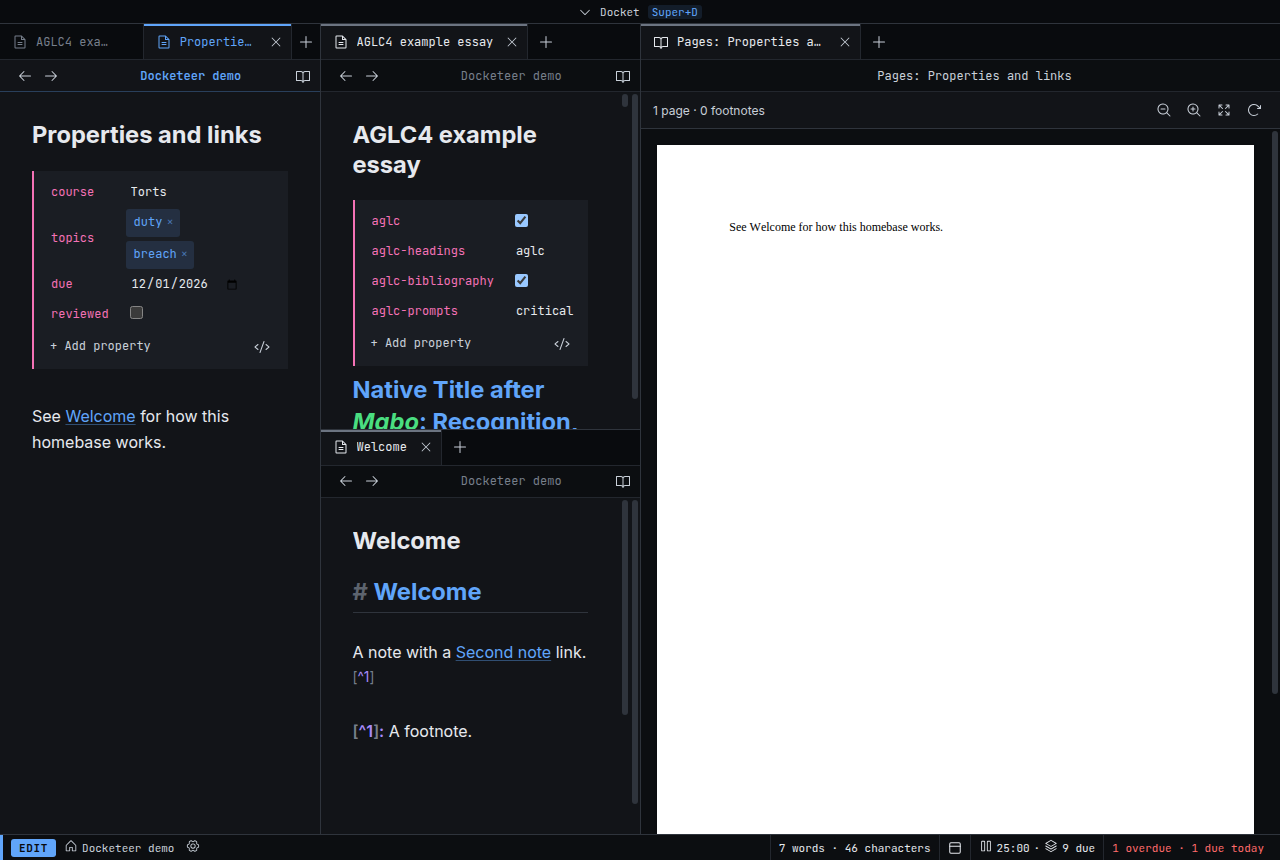 Docket Super+D
AGLC4 exa…
Propertie…
AGLC4 example essay
Pages: Properties a…
Docketeer demo
Docketeer demo
Pages: Properties and links
Properties and links
course Torts
topics duty ×
breach ×
due 12/01/2026
reviewed
+ Add property </>
See Welcome for how this
homebase works.
AGLC4 example
essay
aglc
aglc-headings aglc
aglc-bibliography
aglc-prompts critical
+ Add property </>
Native Title after
Mabo: Recognition,
Welcome
Docketeer demo
Welcome
# Welcome
A note with a Second note link.
[^1]
[^1]: A footnote.
1 page · 0 footnotes
See Welcome for how this homebase works.
EDIT Docketeer demo
7 words · 46 characters
25:00 · 9 due
1 overdue · 1 due today